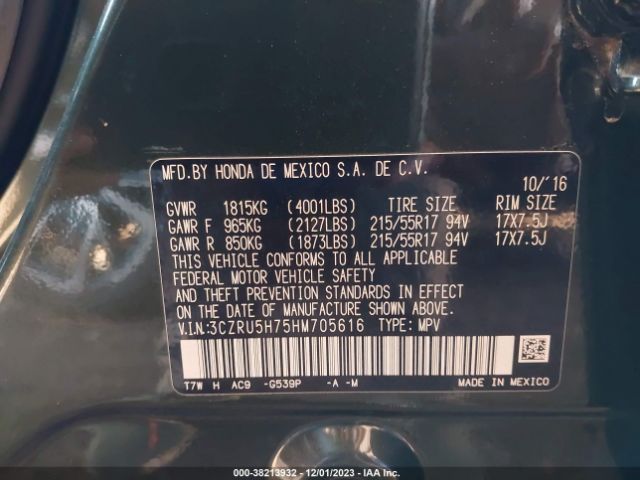 MFD.BY HONDA DE MEXICO S.A. DE C.V.
10/'16
GVWR 1815KG (4001LBS) TIRE SIZE RIM SIZE
GAWR F 965KG (2127LBS) 215/55R17 94V 17X7.5J
GAWR R 850KG (1873LBS) 215/55R17 94V 17X7.5J
THIS VEHICLE CONFORMS TO ALL APPLICABLE
FEDERAL MOTOR VEHICLE SAFETY
AND THEFT PREVENTION STANDARDS IN EFFECT
ON THE DATE OF MANUFACTURE SHOWN ABOVE.
V.I.N:3CZRU5H75HM705616 TYPE: MPV
T7W H AC9 -G539P -A -M MADE IN MEXICO
000-38213932 - 12/01/2023 - IAA Inc.